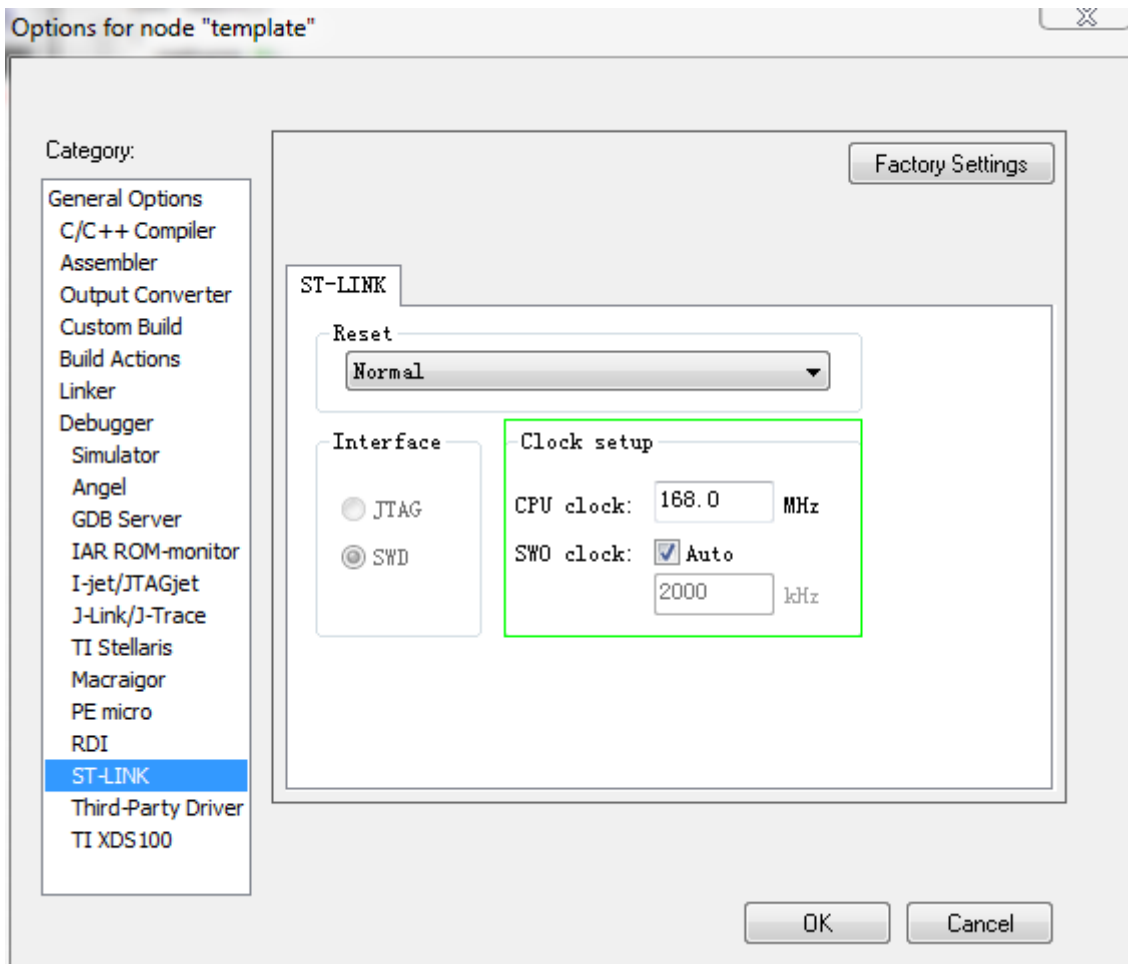 Options for node "template"
Category:
General Options
C/C++ Compiler
Assembler
Output Converter
Custom Build
Build Actions
Linker
Debugger
Simulator
Angel
GDB Server
IAR ROM-monitor
I-jet/JTAGjet
J-Link/J-Trace
TI Stellaris
Macraigor
PE micro
RDI
ST-LINK
Third-Party Driver
TI XDS100
Factory Settings
ST-LINK
Reset
Normal
Interface
JTAG
SWD
Clock setup
CPU clock: 168.0 MHz
SWO clock: Auto
2000 kHz
OK Cancel